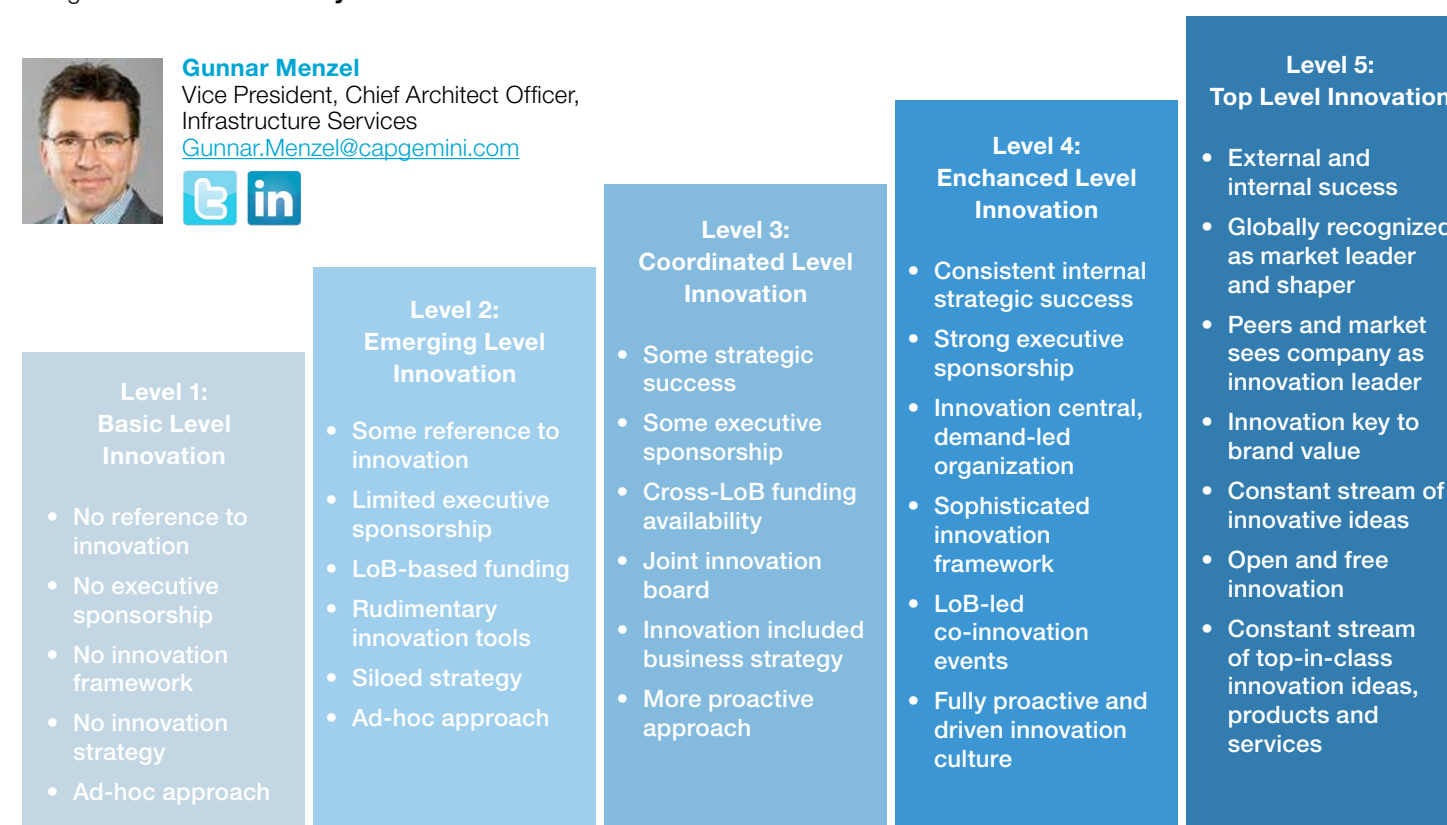 Gunnar Menzel
Vice President, Chief Architect Officer,
Infrastructure Services
Gunnar.Menzel@capgemini.com
in
Level 1:
Basic Level
Innovation
• No reference to
innovation
• No executive
sponsorship
• No innovation
framework
• No innovation
strategy
• Ad-hoc approach
Level 2:
Emerging Level
Innovation
• Some reference to
innovation
• Limited executive
sponsorship
• LoB-based funding
• Rudimentary
innovation tools
• Siloed strategy
• Ad-hoc approach
Level 3:
Coordinated Level
Innovation
• Some strategic
success
• Some executive
sponsorship
• Cross-LoB funding
availability
• Joint innovation
board
• Innovation included
business strategy
• More proactive
approach
Level 4:
Enchanced Level
Innovation
• Consistent internal
strategic success
• Strong executive
sponsorship
• Innovation central,
demand-led
organization
• Sophisticated
innovation
framework
• LoB-led
co-innovation
events
• Fully proactive and
driven innovation
culture
Level 5:
Top Level Innovation
• External and
internal sucess
• Globally recognized
as market leader
and shaper
• Peers and market
sees company as
innovation leader
• Innovation key to
brand value
• Constant stream of
innovative ideas
• Open and free
innovation
• Constant stream
of top-in-class
innovation ideas,
products and
services